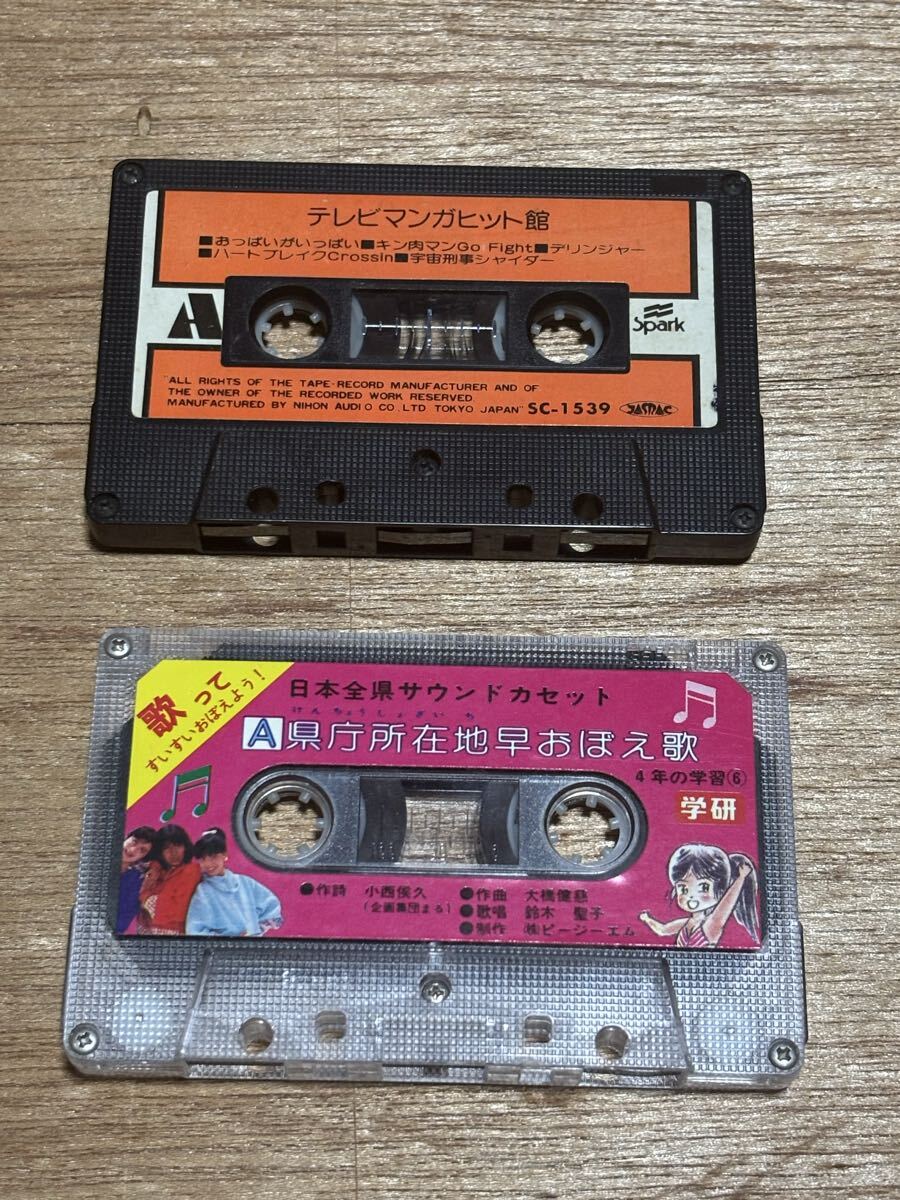 テレビマンガヒット館
■おっぱいがいっぱい■キン肉マンGo Fight■デリンジャー
■ハートブレイクCrossin■宇宙刑事シャイダー
A
Spark
"ALL RIGHTS OF THE TAPE-RECORD MANUFACTURER AND OF
THE OWNER OF THE RECORDED WORK RESERVED.
MANUFACTURED BY NIHON AUDIO CO. LTD TOKYO JAPAN" SC-1539 JASRAC
歌って
すいすいおぼえよう!
日本全県サウンドカセット
けんちょうしょざいち
A県庁所在地早おぼえ歌
4年の学習⑥
学研
●作詩 小西俟久
(企画集団まる)
●作曲 大橋健慈
●歌唱 鈴木 聖子
●制作 ㈱ピージーエム